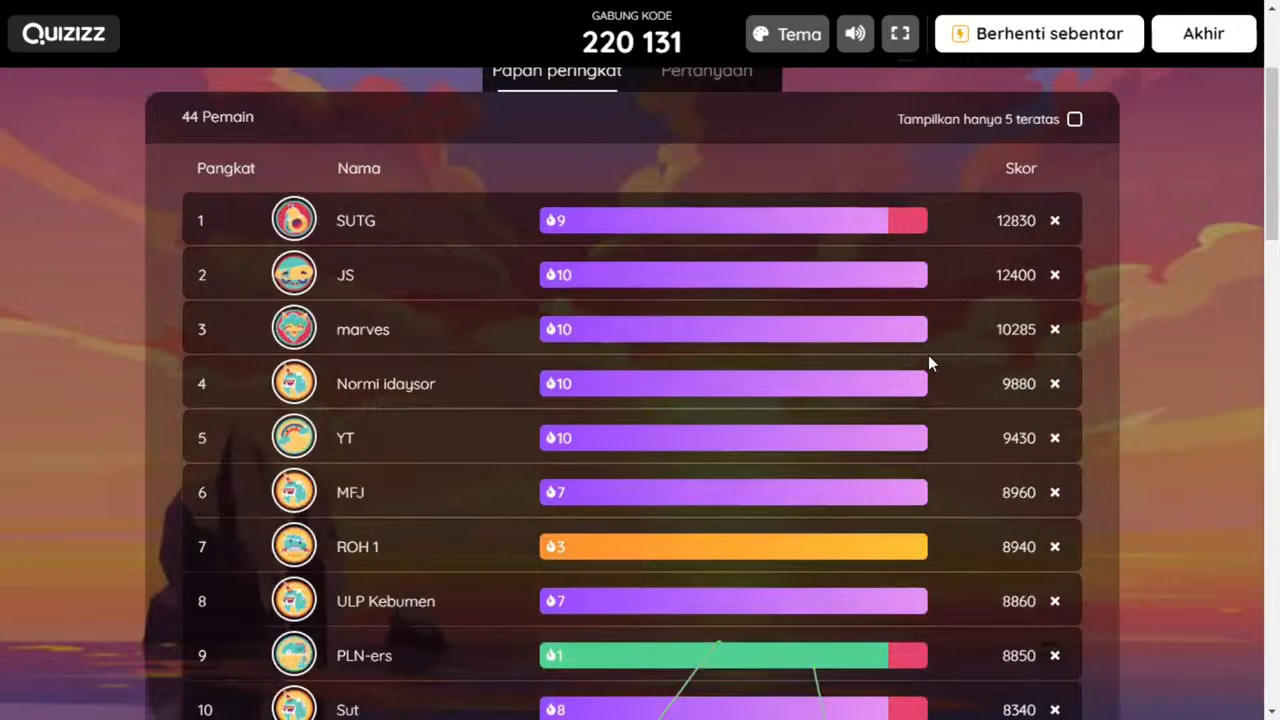 QUIZIZZ
GABUNG KODE
220 131
Tema
Berhenti sebentar
Akhir
Papan peringkat
Pertanyaan
44 Pemain
Tampilkan hanya 5 teratas
Pangkat Nama Skor
1 SUTG 9 12830
2 JS 10 12400
3 marves 10 10285
4 Normi idaysor 10 9880
5 YT 10 9430
6 MFJ 7 8960
7 ROH 1 3 8940
8 ULP Kebumen 7 8860
9 PLN-ers 1 8850
10 Sut 8 8340